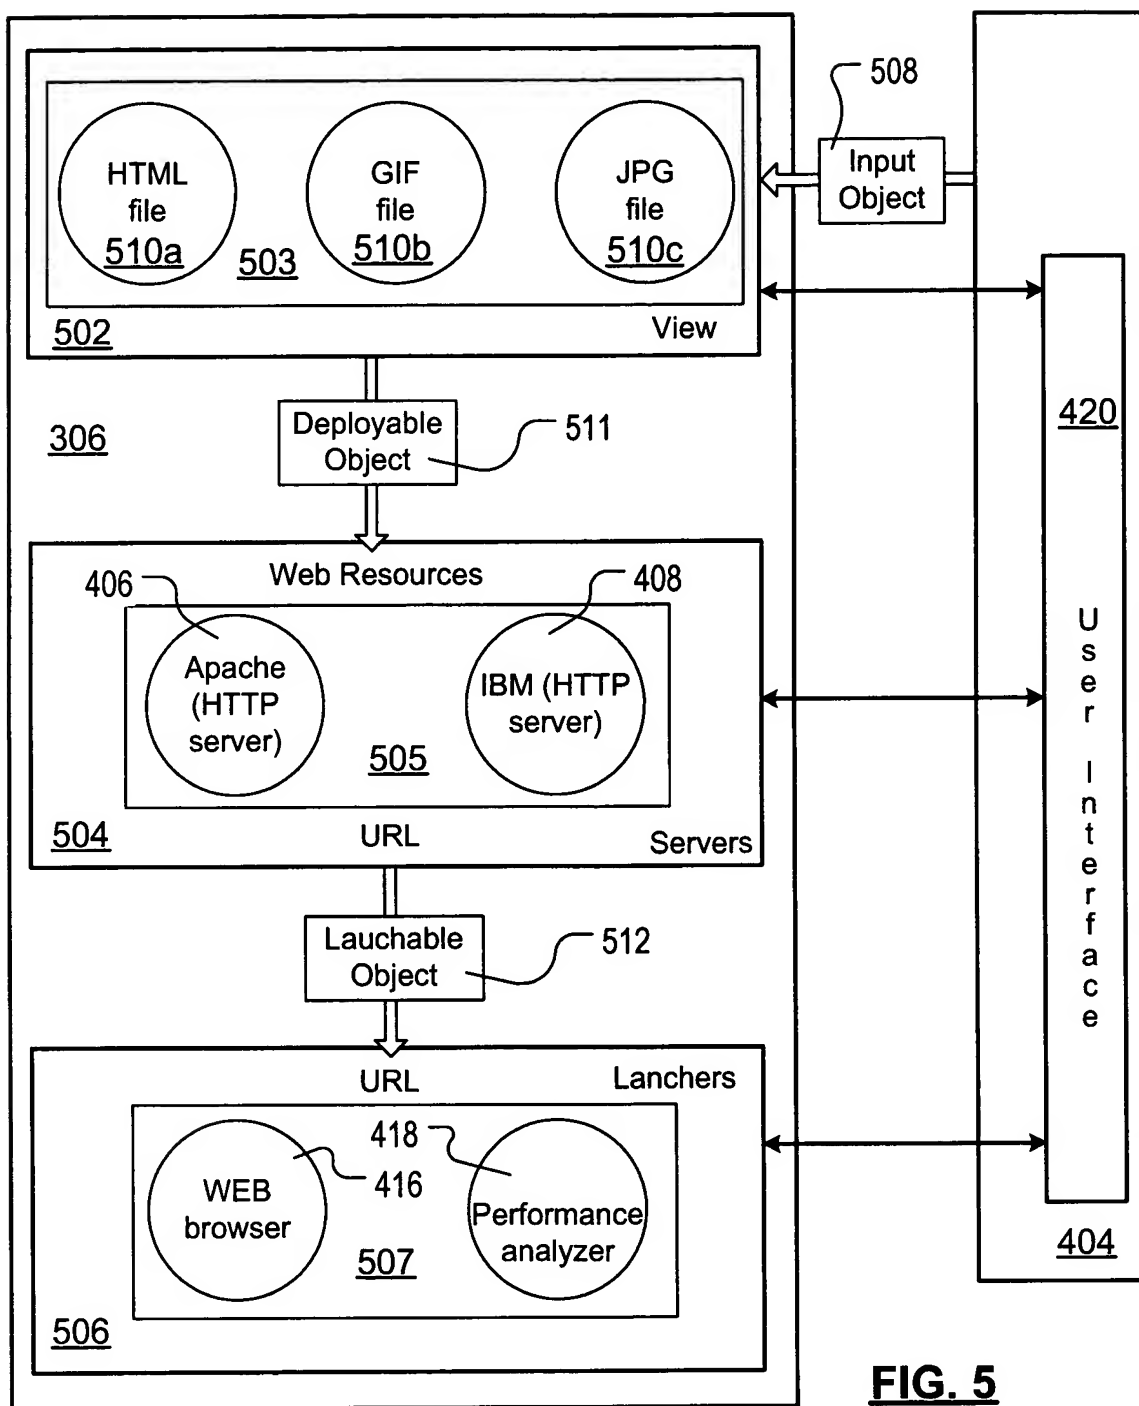 508
Input
Object
HTML
file
510a
GIF
file
510b
JPG
file
510c
503
502
View
306
Deployable
Object
511
420
User Interface
Web Resources
406
408
Apache
(HTTP
server)
IBM (HTTP
server)
505
504
URL
Servers
Lauchable
Object
512
URL
Lanchers
WEB
browser
416
418
Performance
analyzer
507
506
404
FIG. 5